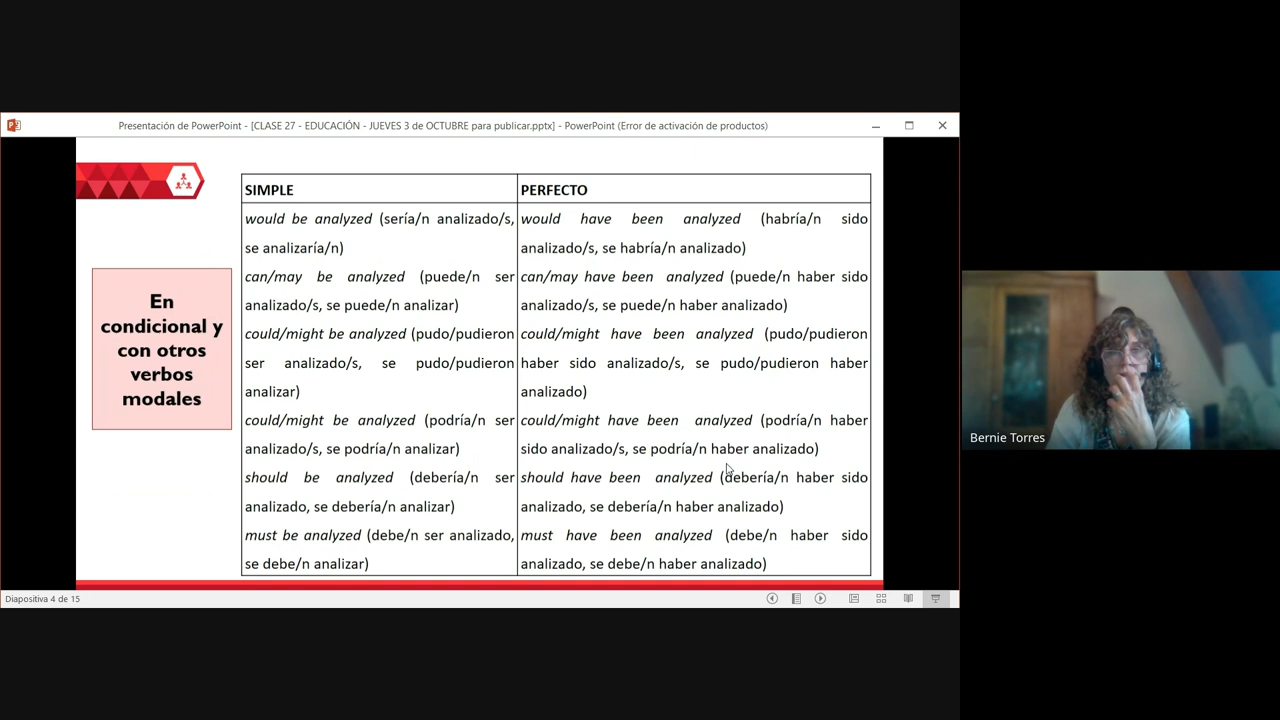 Presentación de PowerPoint - [CLASE 27 - EDUCACIÓN - JUEVES 3 de OCTUBRE para publicar.pptx] - PowerPoint (Error de activación de productos)
En
condicional y
con otros
verbos
modales
SIMPLE
would be analyzed (sería/n analizado/s,
se analizaría/n)
can/may be analyzed (puede/n ser
analizado/s, se puede/n analizar)
could/might be analyzed (pudo/pudieron
ser analizado/s, se pudo/pudieron
analizar)
could/might be analyzed (podría/n ser
analizado/s, se podría/n analizar)
should be analyzed (debería/n ser
analizado, se debería/n analizar)
must be analyzed (debe/n ser analizado,
se debe/n analizar)
PERFECTO
would have been analyzed (habría/n sido
analizado/s, se habría/n analizado)
can/may have been analyzed (puede/n haber sido
analizado/s, se puede/n haber analizado)
could/might have been analyzed (pudo/pudieron
haber sido analizado/s, se pudo/pudieron haber
analizado)
could/might have been analyzed (podría/n haber
sido analizado/s, se podría/n haber analizado)
should have been analyzed (debería/n haber sido
analizado, se debería/n haber analizado)
must have been analyzed (debe/n haber sido
analizado, se debe/n haber analizado)
Diapositiva 4 de 15
Bernie Torres